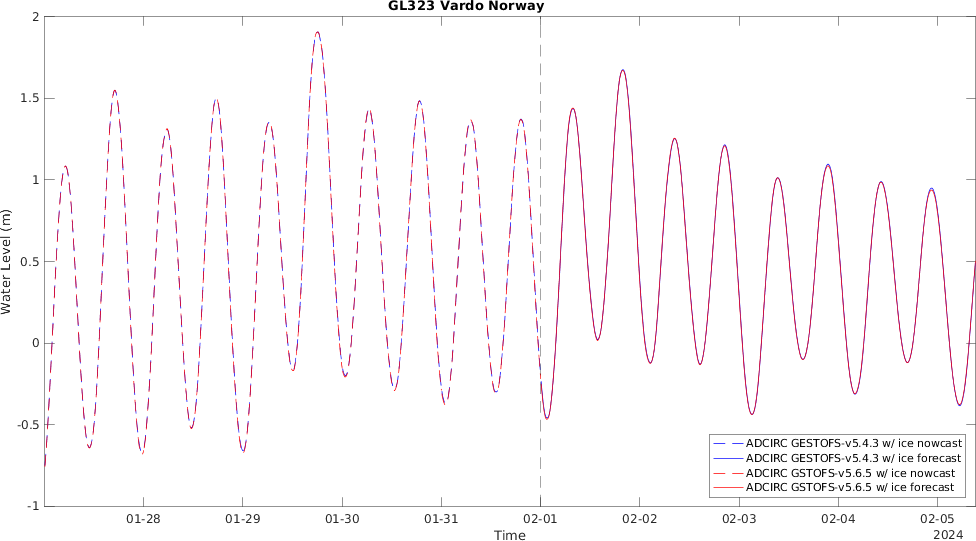 GL323 Vardo Norway
2
1.5
1
0.5
0
-0.5
-1
Water Level (m)
ADCIRC GESTOFS-v5.4.3 w/ ice nowcast
ADCIRC GESTOFS-v5.4.3 w/ ice forecast
ADCIRC GSTOFS-v5.6.5 w/ ice nowcast
ADCIRC GSTOFS-v5.6.5 w/ ice forecast
01-28 01-29 01-30 01-31 02-01 02-02 02-03 02-04 02-05
Time 2024